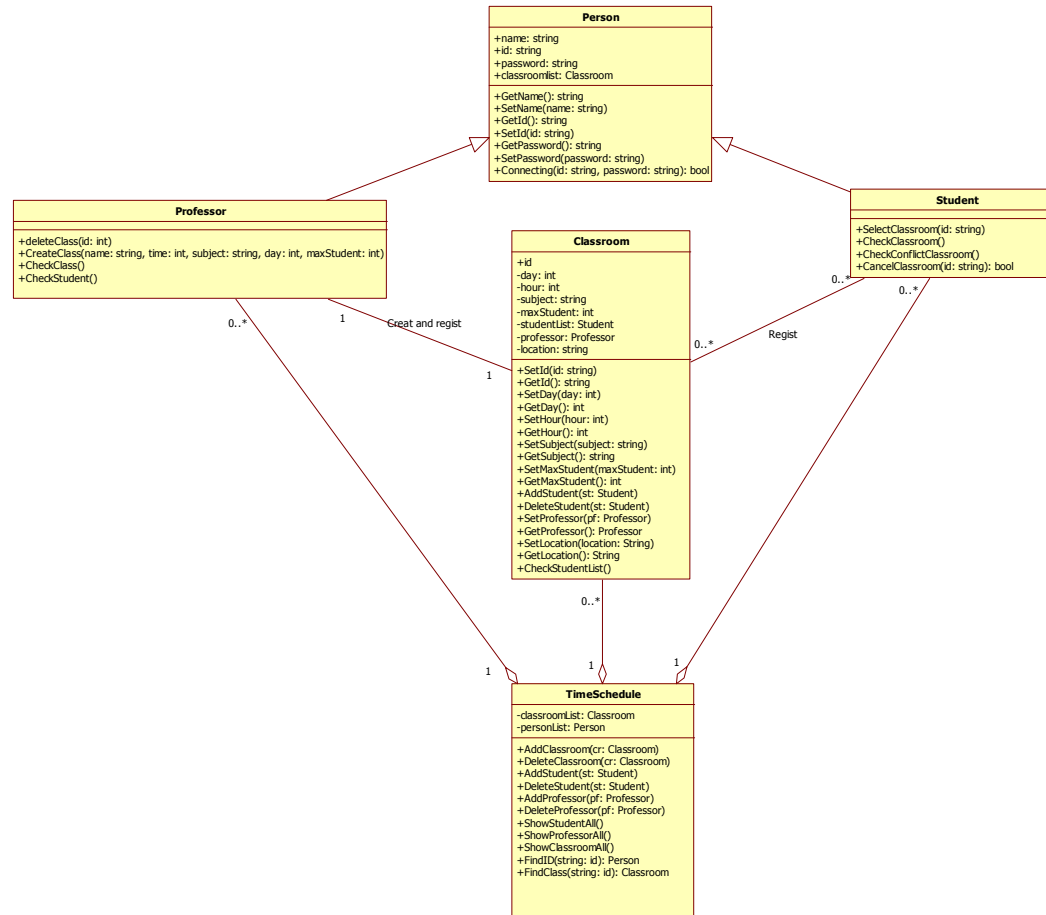 Person
+name: string
+id: string
+password: string
+classroomlist: Classroom
+GetName(): string
+SetName(name: string)
+GetId(): string
+SetId(id: string)
+GetPassword(): string
+SetPassword(password: string)
+Connecting(id: string, password: string): bool
Professor
+deleteClass(id: int)
+CreateClass(name: string, time: int, subject: string, day: int, maxStudent: int)
+CheckClass()
+CheckStudent()
Student
+SelectClassroom(id: string)
+CheckClassroom()
+CheckConflictClassroom()
+CancelClassroom(id: string): bool
Classroom
+id
-day: int
-hour: int
-subject: string
-maxStudent: int
-studentList: Student
-professor: Professor
-location: string
+SetId(id: string)
+GetId(): string
+SetDay(day: int)
+GetDay(): int
+SetHour(hour: int)
+GetHour(): int
+SetSubject(subject: string)
+GetSubject(): string
+SetMaxStudent(maxStudent: int)
+GetMaxStudent(): int
+AddStudent(st: Student)
+DeleteStudent(st: Student)
+SetProfessor(pf: Professor)
+GetProfessor(): Professor
+SetLocation(location: String)
+GetLocation(): String
+CheckStudentList()
0..*
1
Creat and regist
1
0..*
0..*
Regist
0..*
0..*
1
1
1
TimeSchedule
-classroomList: Classroom
-personList: Person
+AddClassroom(cr: Classroom)
+DeleteClassroom(cr: Classroom)
+AddStudent(st: Student)
+DeleteStudent(st: Student)
+AddProfessor(pf: Professor)
+DeleteProfessor(pf: Professor)
+ShowStudentAll()
+ShowProfessorAll()
+ShowClassroomAll()
+FindID(string: id): Person
+FindClass(string: id): Classroom